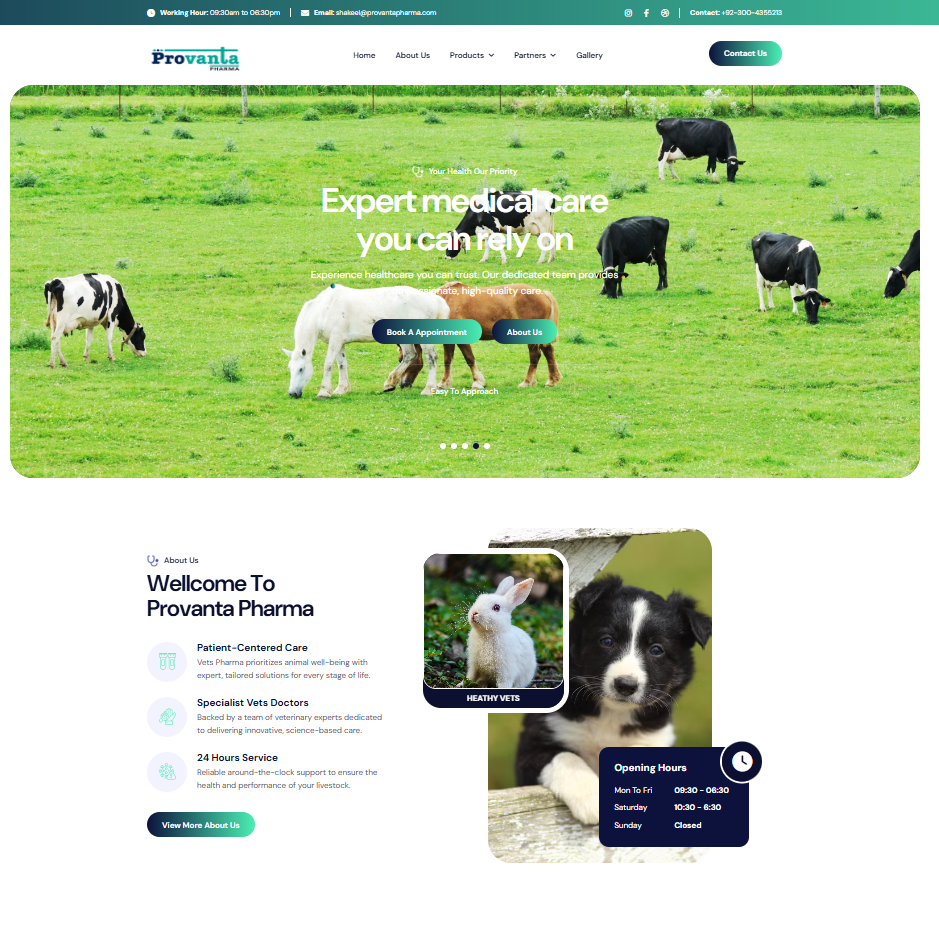 Working Hour: 09:30am to 06:30pm
Email: shakeel@provantapharma.com
Contact: +92-300-4355213
Provanta
PHARMA
Home
About Us
Products
Partners
Gallery
Contact Us
Your Health Our Priority
Expert medical care
you can rely on
Experience healthcare you can trust. Our dedicated team provides
high-quality care.
Book A Appointment
About Us
Easy To Approach
About Us
Wellcome To
Provanta Pharma
Patient-Centered Care
Vets Pharma prioritizes animal well-being with
expert, tailored solutions for every stage of life.
Specialist Vets Doctors
Backed by a team of veterinary experts dedicated
to delivering innovative, science-based care.
24 Hours Service
Reliable around-the-clock support to ensure the
health and performance of your livestock.
View More About Us
HEATHY VETS
Opening Hours
Mon To Fri 09:30 - 06:30
Saturday 10:30 - 6:30
Sunday Closed